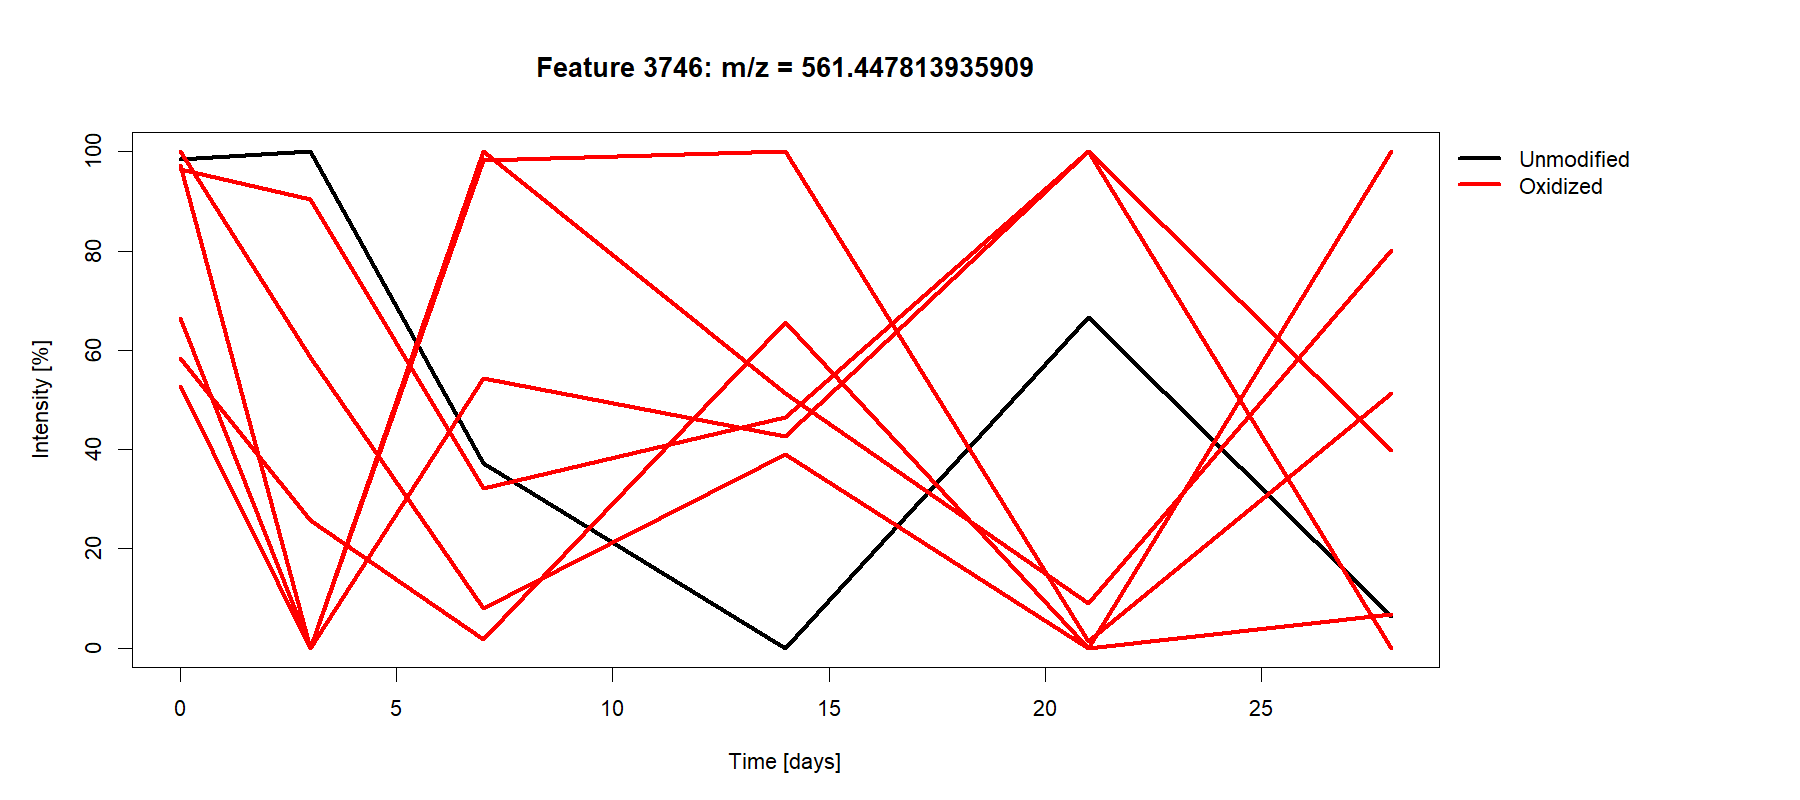 Feature 3746: m/z = 561.447813935909
Unmodified
Oxidized
100
80
60
40
20
0
Intensity [%]
0 5 10 15 20 25
Time [days]